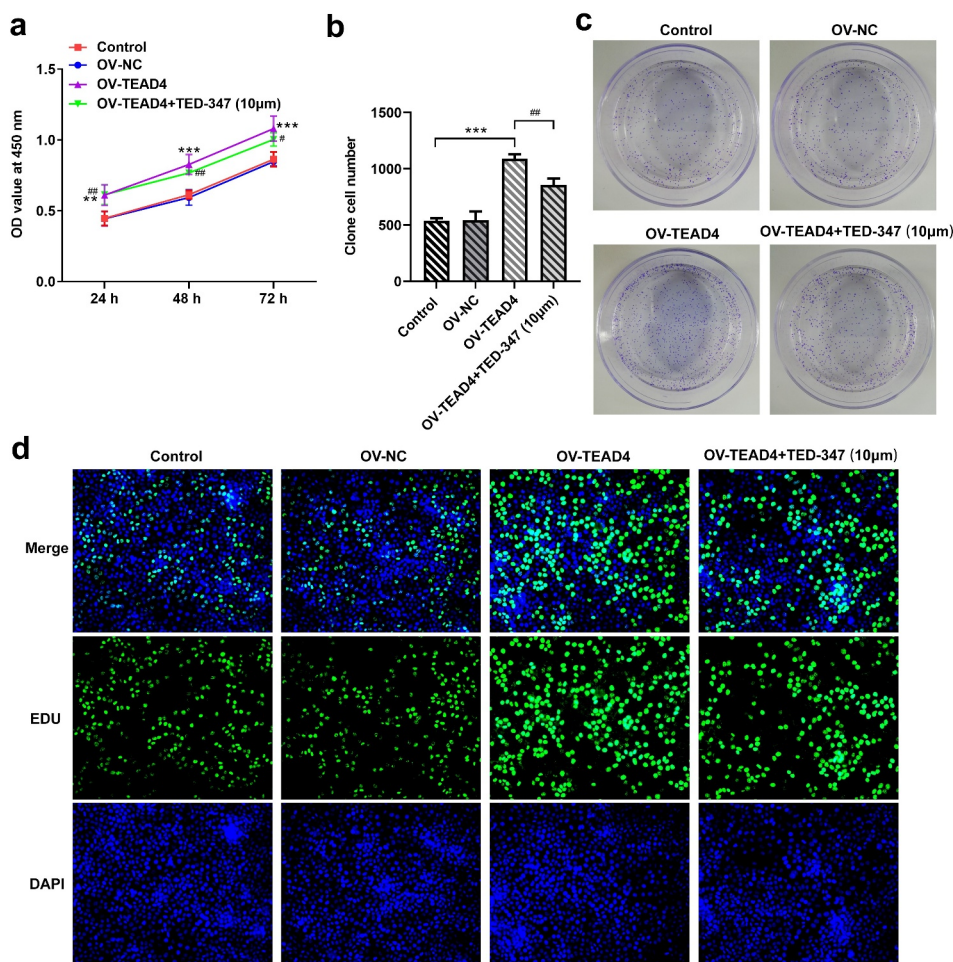 a
Control
OV-NC
OV-TEAD4
OV-TEAD4+TED-347 (10μm)
OD value at 450 nm
1.5
1.0
0.5
0.0
24 h
48 h
72 h
##
**
***
##
***
#
b
Clone cell number
1500
1000
500
0
***
##
Control
OV-NC
OV-TEAD4
OV-TEAD4+TED-347 (10μm)
c
Control
OV-NC
OV-TEAD4
OV-TEAD4+TED-347 (10μm)
d
Control
OV-NC
OV-TEAD4
OV-TEAD4+TED-347 (10μm)
Merge
EDU
DAPI